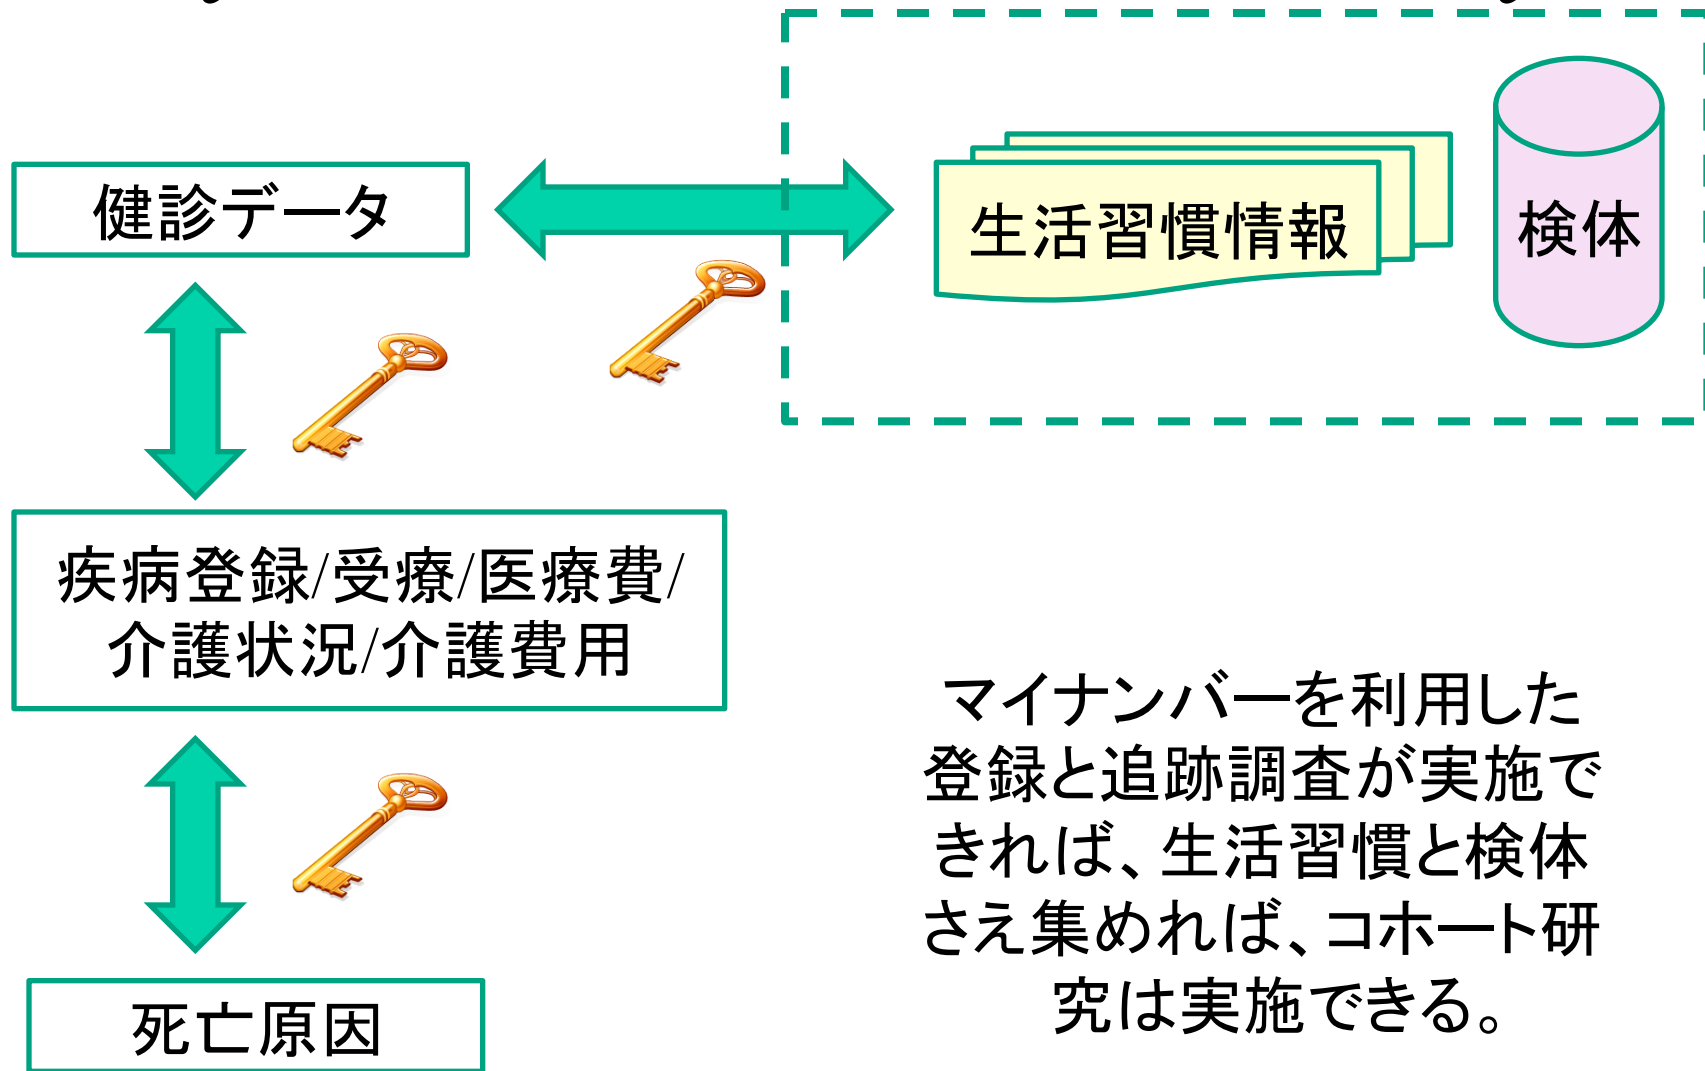 健診データ
生活習慣情報
検体
疾病登録/受療/医療費/
介護状況/介護費用
死亡原因
マイナンバーを利用した
登録と追跡調査が実施で
きれば、生活習慣と検体
さえ集めれば、コホート研
究は実施できる。